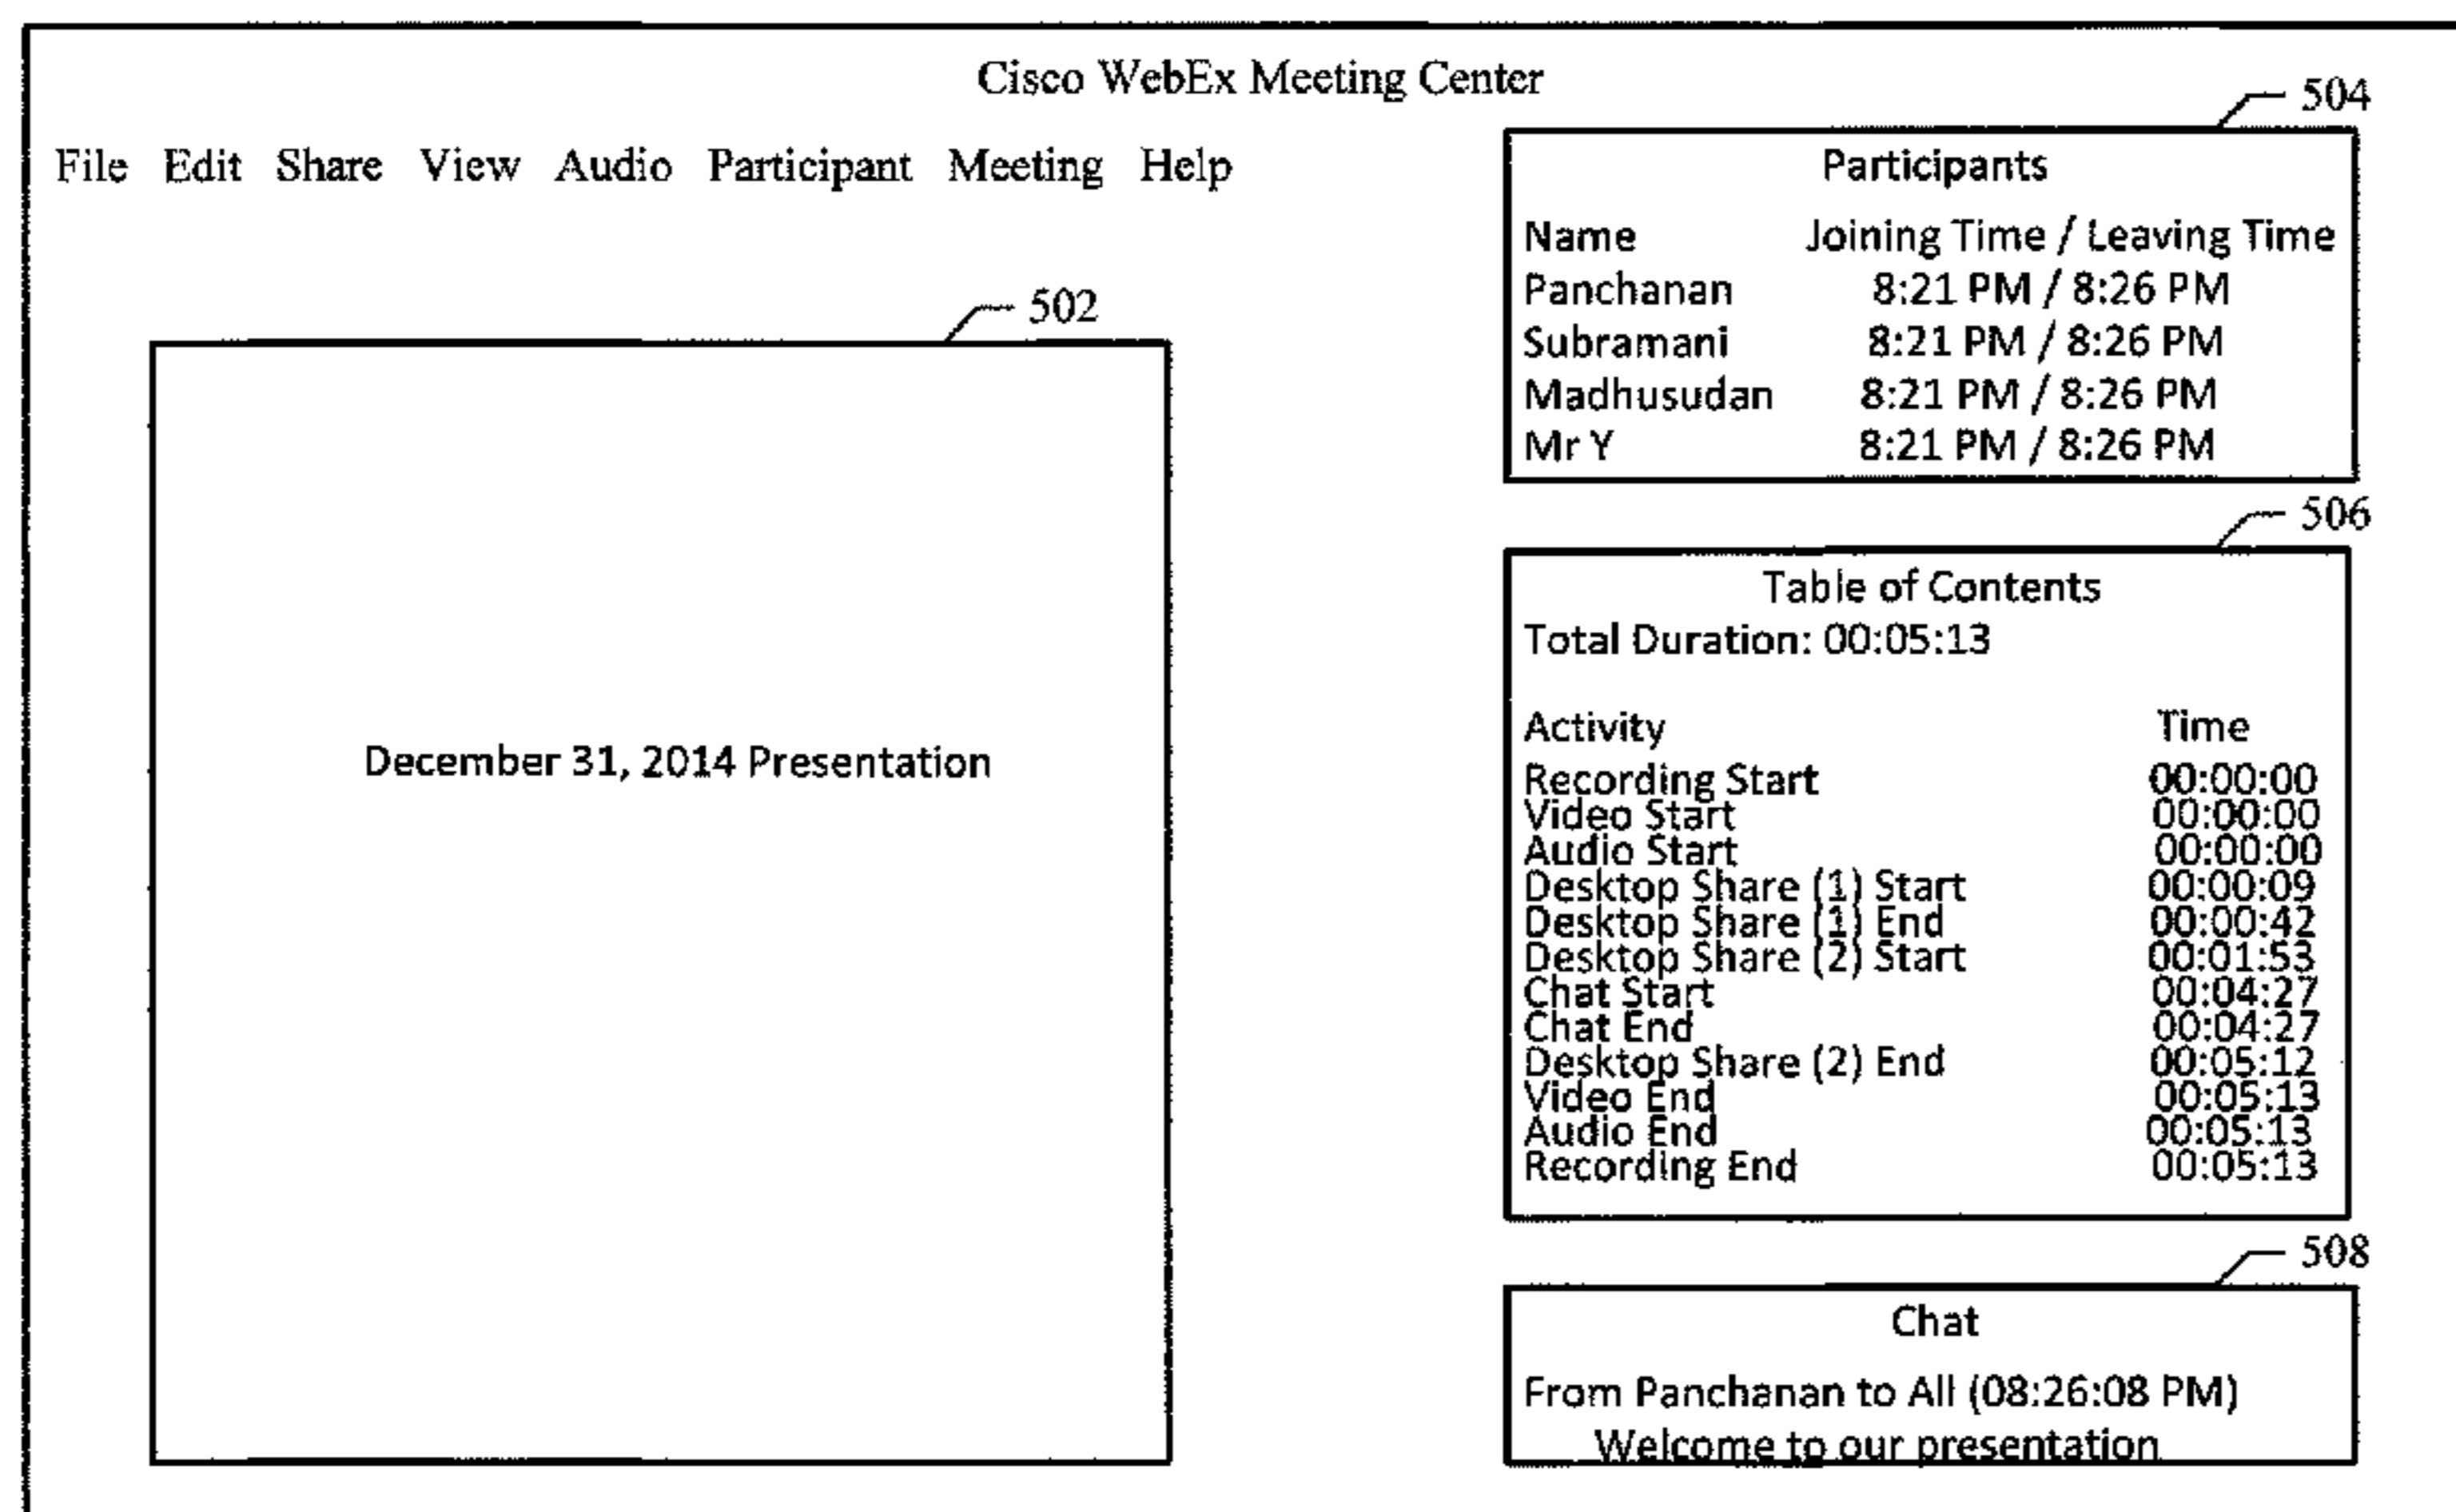 Cisco WebEx Meeting Center
File Edit Share View Audio Participant Meeting Help
502
December 31, 2014 Presentation
504
Participants
Name Joining Time / Leaving Time
Panchanan 8:21 PM / 8:26 PM
Subramani 8:21 PM / 8:26 PM
Madhusudan 8:21 PM / 8:26 PM
Mr Y 8:21 PM / 8:26 PM
506
Table of Contents
Total Duration: 00:05:13
Activity Time
Recording Start 00:00:00
Video Start 00:00:00
Audio Start 00:00:00
Desktop Share (1) Start 00:00:09
Desktop Share (1) End 00:00:42
Desktop Share (2) Start 00:01:53
Chat Start 00:04:27
Chat End 00:04:27
Desktop Share (2) End 00:05:12
Video End 00:05:13
Audio End 00:05:13
Recording End 00:05:13
508
Chat
From Panchanan to All (08:26:08 PM)
Welcome to our presentation